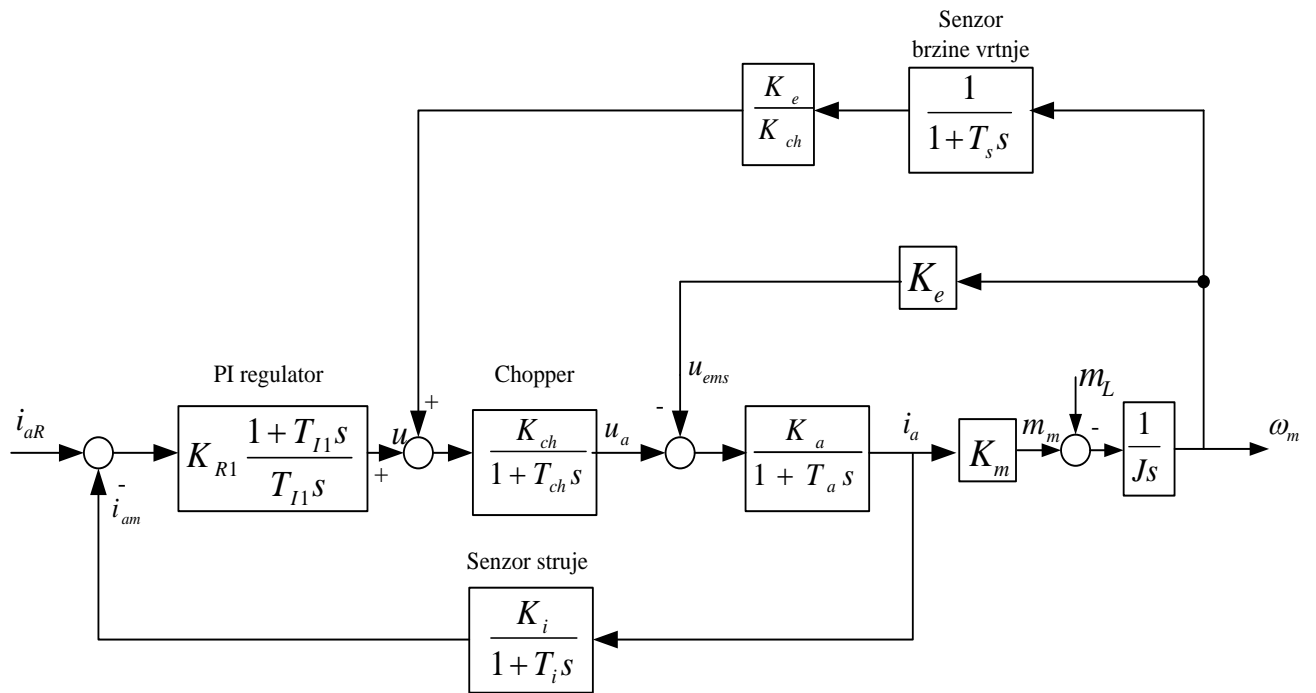 Senzor
brzine vrtnje
K_e
K_ch
1
1+T_s s
K_e
PI regulator
Chopper
u_ems
m_L
i_aR
K_R1 (1+T_I1 s)/(T_I1 s)
u
+
+
K_ch
1+T_ch s
u_a
-
K_a
1 + T_a s
i_a
K_m
m_m
-
1
Js
ω_m
-
i_am
Senzor struje
K_i
1+T_i s